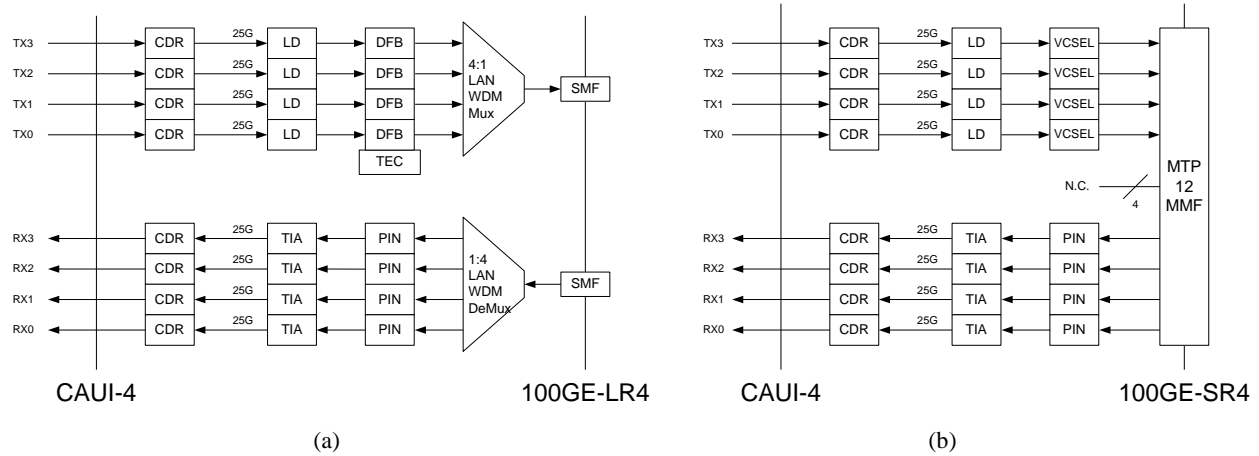 TX3 CDR 25G LD DFB
TX2 CDR 25G LD DFB
TX1 CDR 25G LD DFB
TX0 CDR 25G LD DFB
TEC
4:1
LAN
WDM
Mux
SMF
RX3 CDR 25G TIA PIN
RX2 CDR 25G TIA PIN
RX1 CDR 25G TIA PIN
RX0 CDR 25G TIA PIN
1:4
LAN
WDM
DeMux
SMF
CAUI-4 100GE-LR4
(a)
TX3 CDR 25G LD VCSEL
TX2 CDR 25G LD VCSEL
TX1 CDR 25G LD VCSEL
TX0 CDR 25G LD VCSEL
N.C. 4
MTP
12
MMF
RX3 CDR 25G TIA PIN
RX2 CDR 25G TIA PIN
RX1 CDR 25G TIA PIN
RX0 CDR 25G TIA PIN
CAUI-4 100GE-SR4
(b)